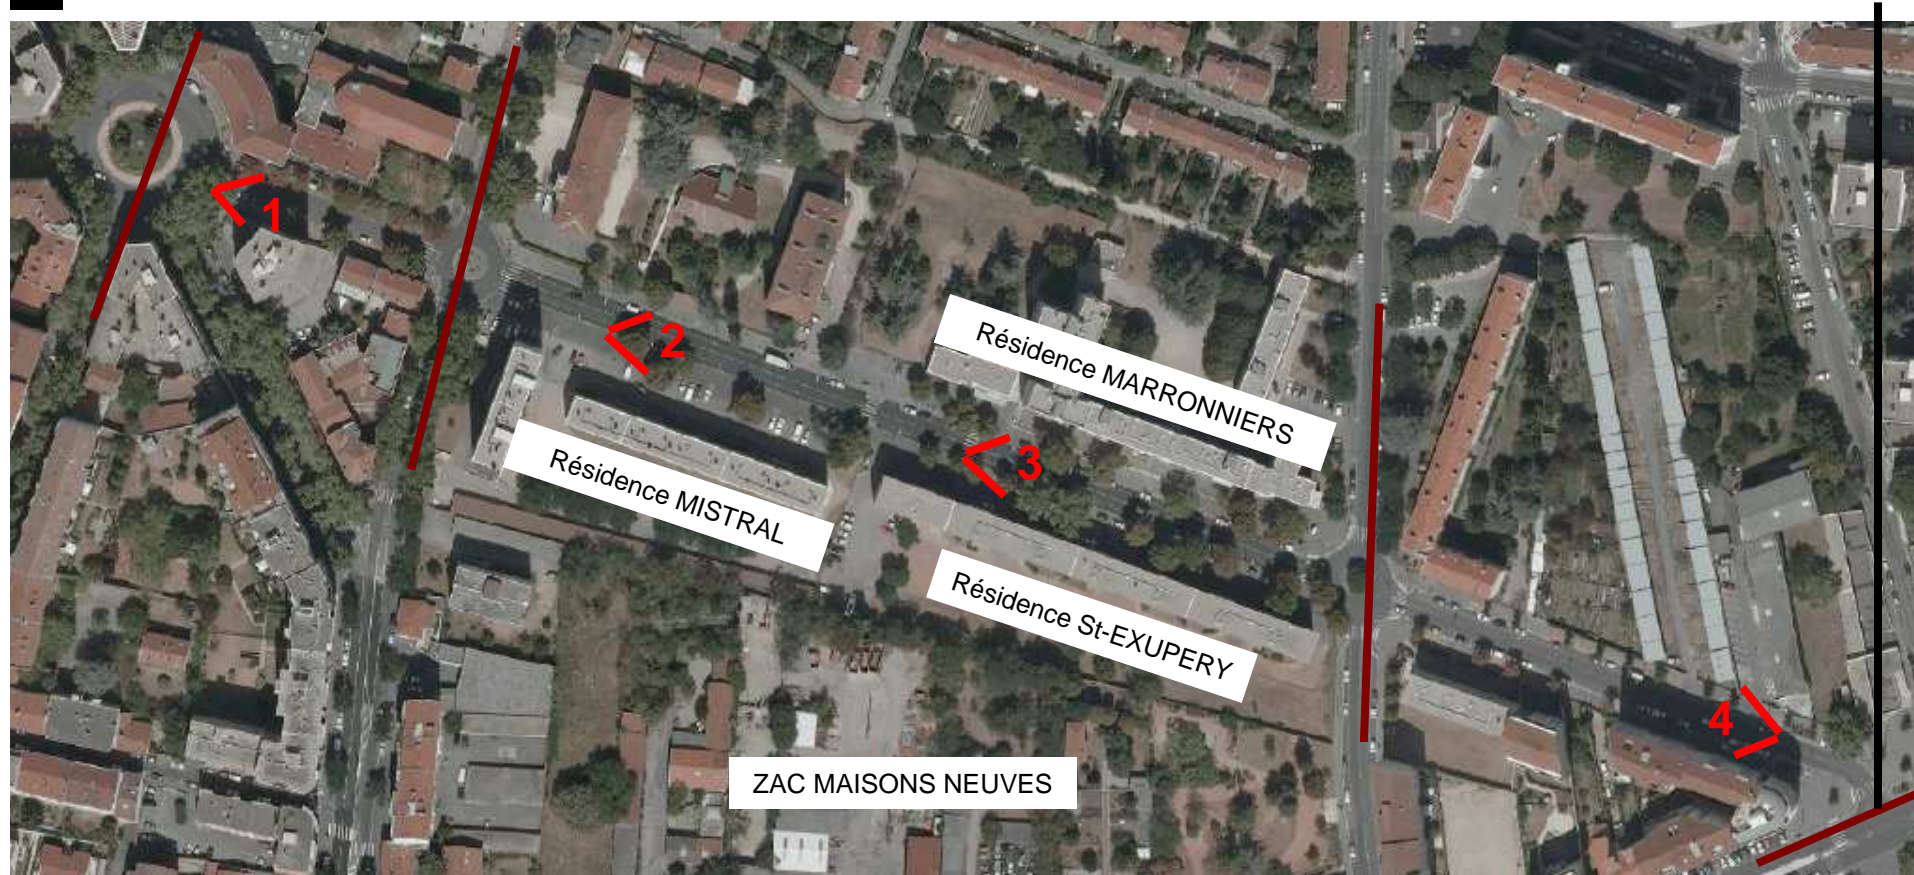 1
2
Résidence MARRONNIERS
3
Résidence MISTRAL
Résidence St-EXUPERY
4
ZAC MAISONS NEUVES